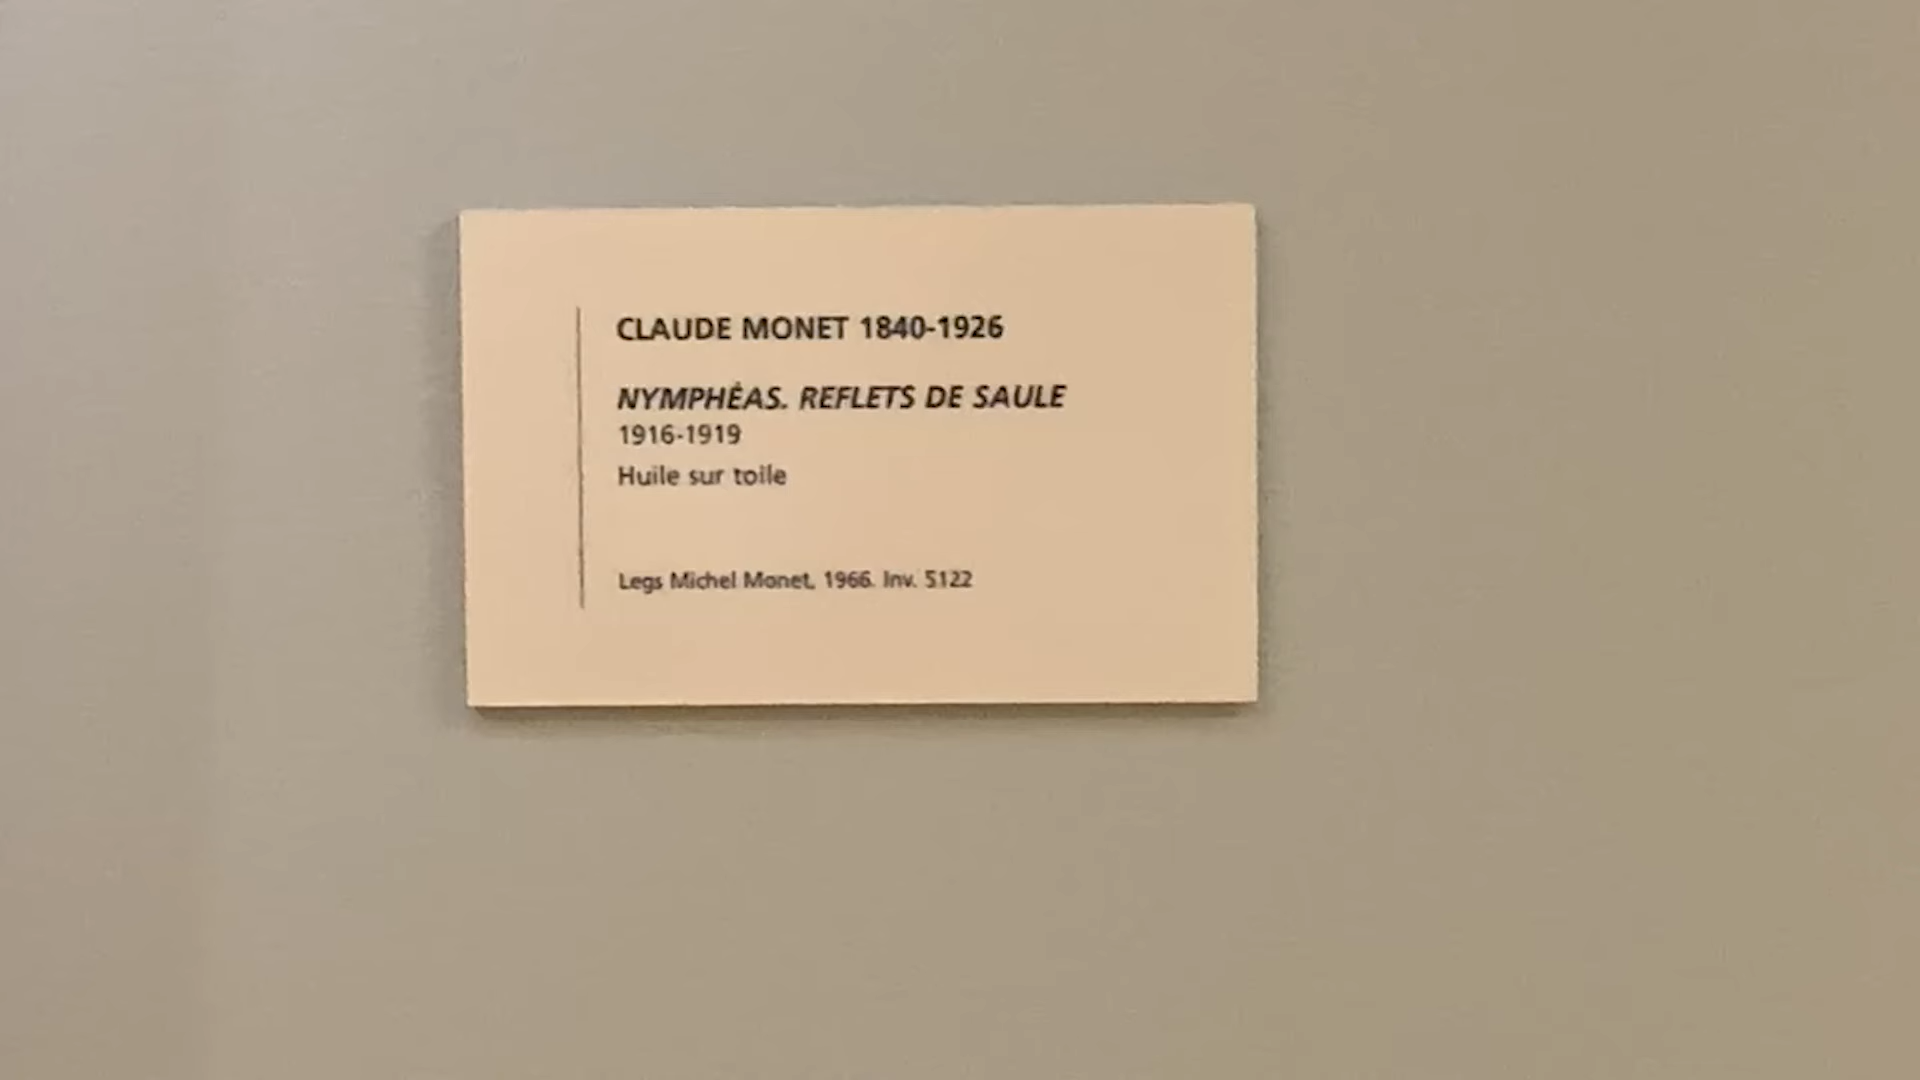 CLAUDE MONET 1840-1926
NYMPHÉAS. REFLETS DE SAULE
1916-1919
Huile sur toile
Legs Michel Monet, 1966. Inv. 5122